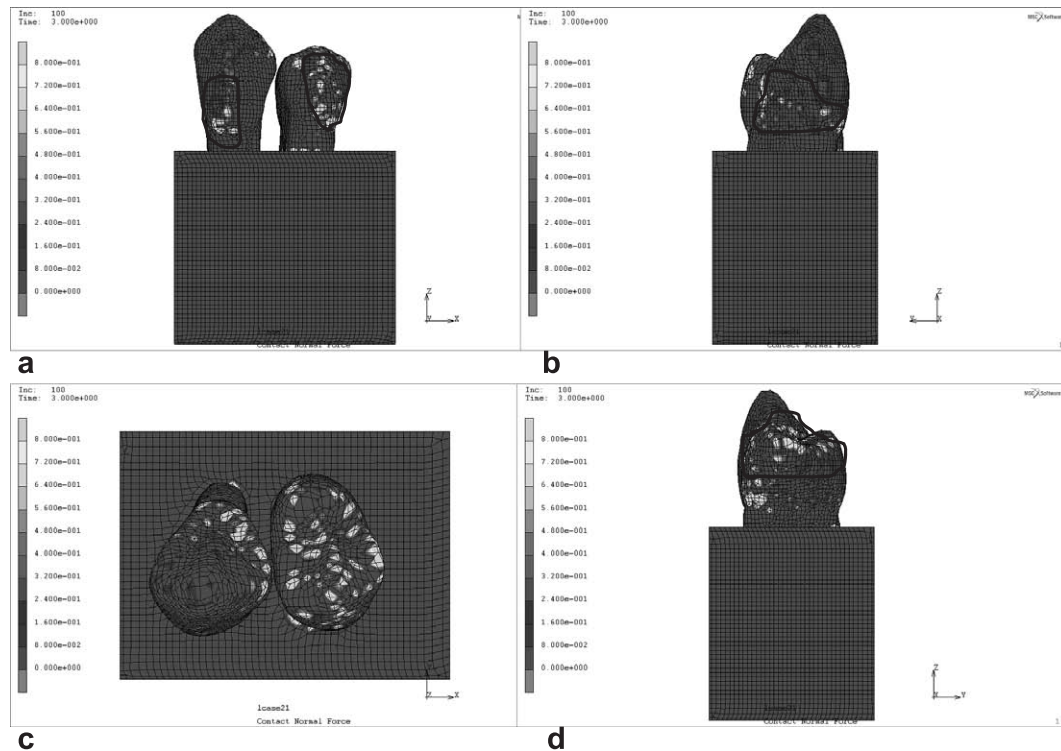 Inc: 100
Time: 3.000e+000
8.000e-001
7.200e-001
6.400e-001
5.600e-001
4.800e-001
4.000e-001
3.200e-001
2.400e-001
1.600e-001
8.000e-002
0.000e+000
Z
Y X
lcase21
Contact Normal Force
a
Inc: 100
Time: 3.000e+000
MSC Software
8.000e-001
7.200e-001
6.400e-001
5.600e-001
4.800e-001
4.000e-001
3.200e-001
2.400e-001
1.600e-001
8.000e-002
0.000e+000
Z
X
lcase21
Contact Normal Force
b
Inc: 100
Time: 3.000e+000
8.000e-001
7.200e-001
6.400e-001
5.600e-001
4.800e-001
4.000e-001
3.200e-001
2.400e-001
1.600e-001
8.000e-002
0.000e+000
Z X
lcase21
Contact Normal Force
c
Inc: 100
Time: 3.000e+000
MSC Software
8.000e-001
7.200e-001
6.400e-001
5.600e-001
4.800e-001
4.000e-001
3.200e-001
2.400e-001
1.600e-001
8.000e-002
0.000e+000
Z
X Y
lcase21
Contact Normal Force
1
d